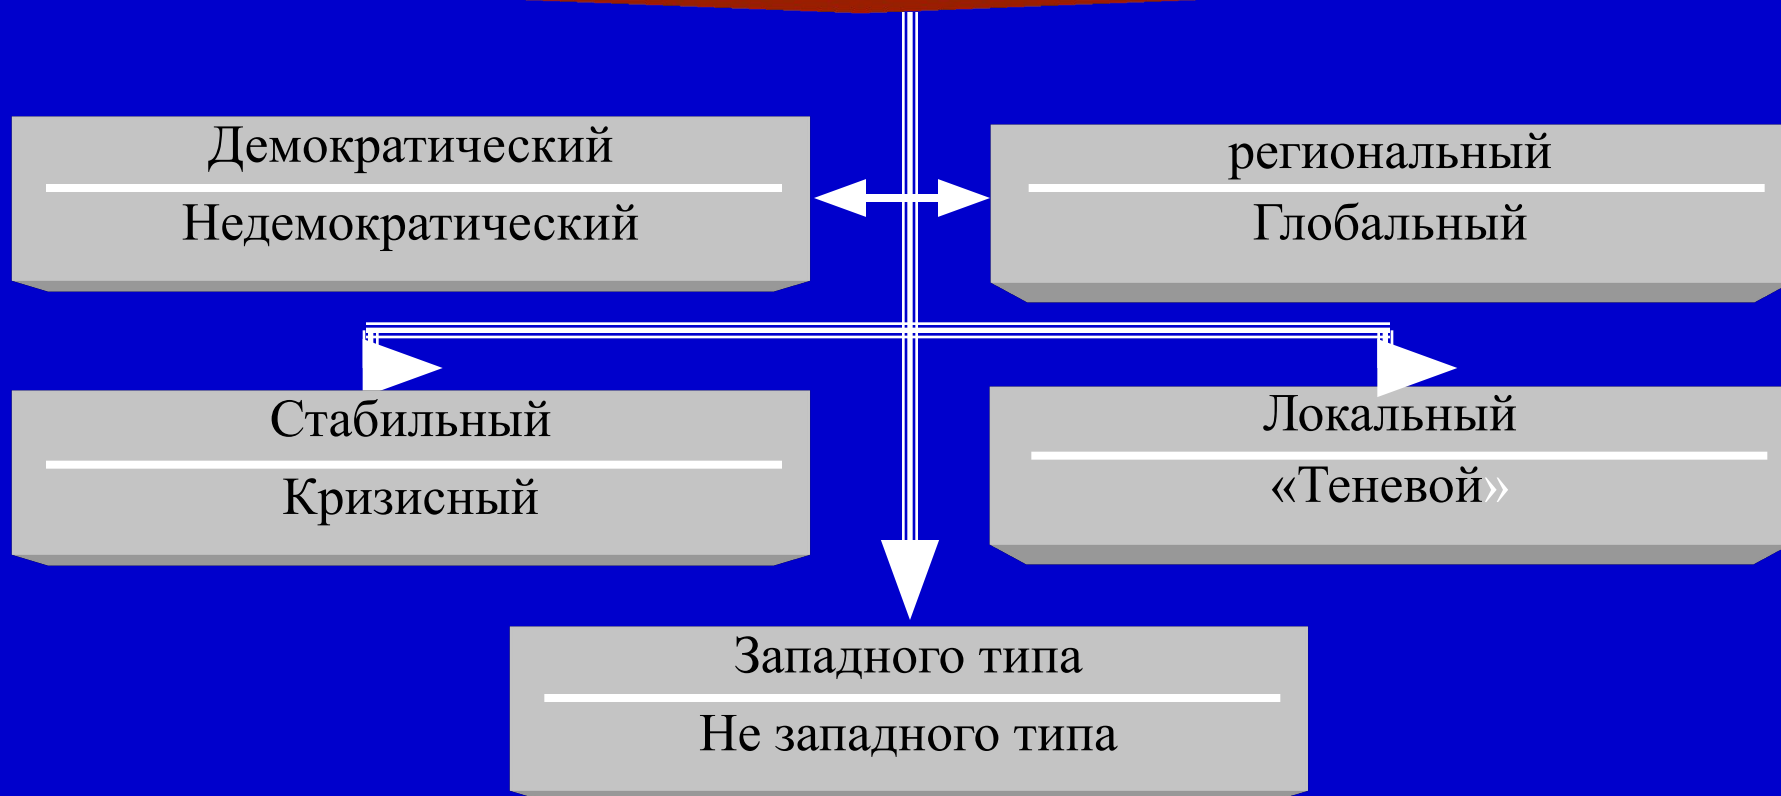 Демократический
Недемократический
региональный
Глобальный
Стабильный
Кризисный
Локальный
«Теневой»
Западного типа
Не западного типа